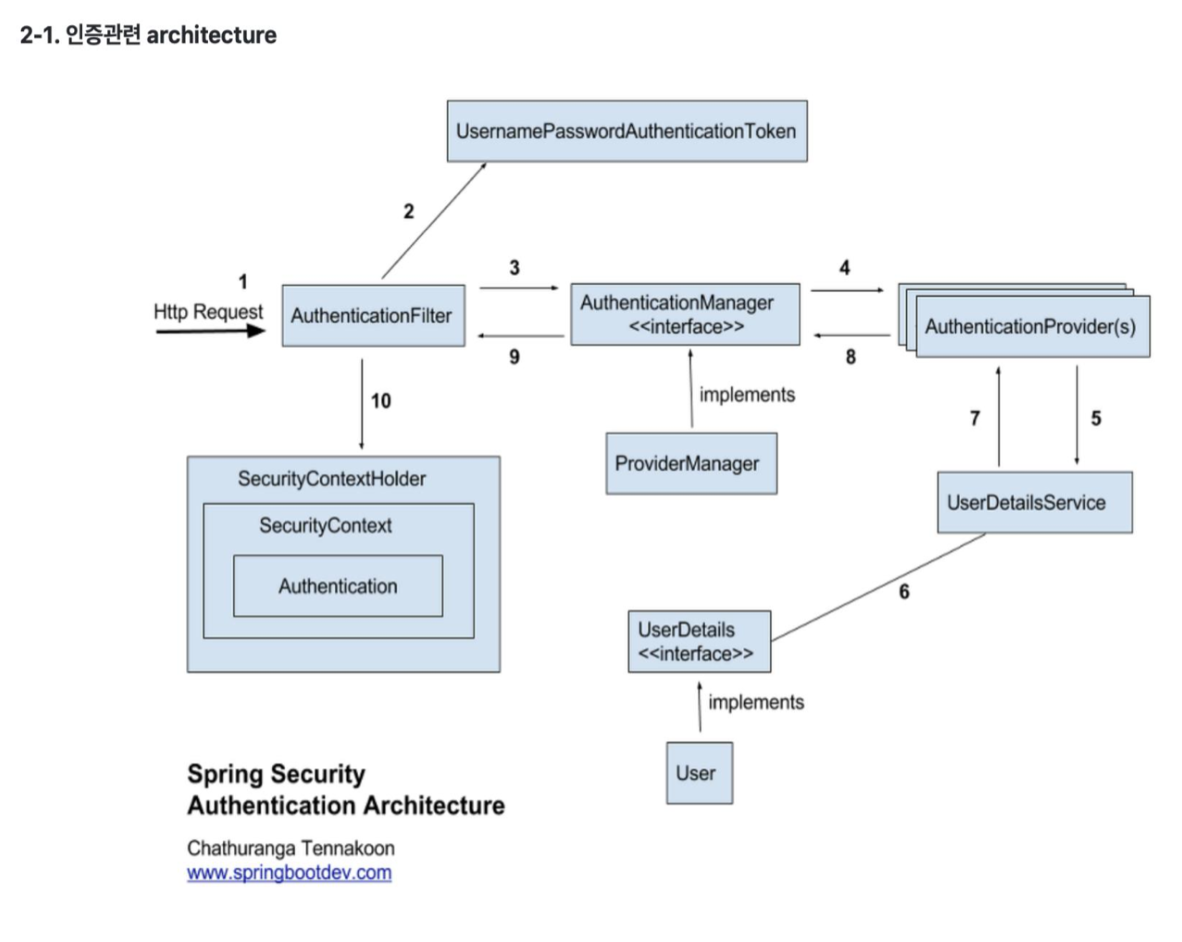 2-1. 인증관련 architecture
UsernamePasswordAuthenticationToken
2
1
Http Request
AuthenticationFilter
3
9
AuthenticationManager
<<interface>>
4
8
AuthenticationProvider(s)
10
implements
ProviderManager
7
5
UserDetailsService
SecurityContextHolder
SecurityContext
Authentication
6
UserDetails
<<interface>>
implements
User
Spring Security
Authentication Architecture
Chathuranga Tennakoon
www.springbootdev.com